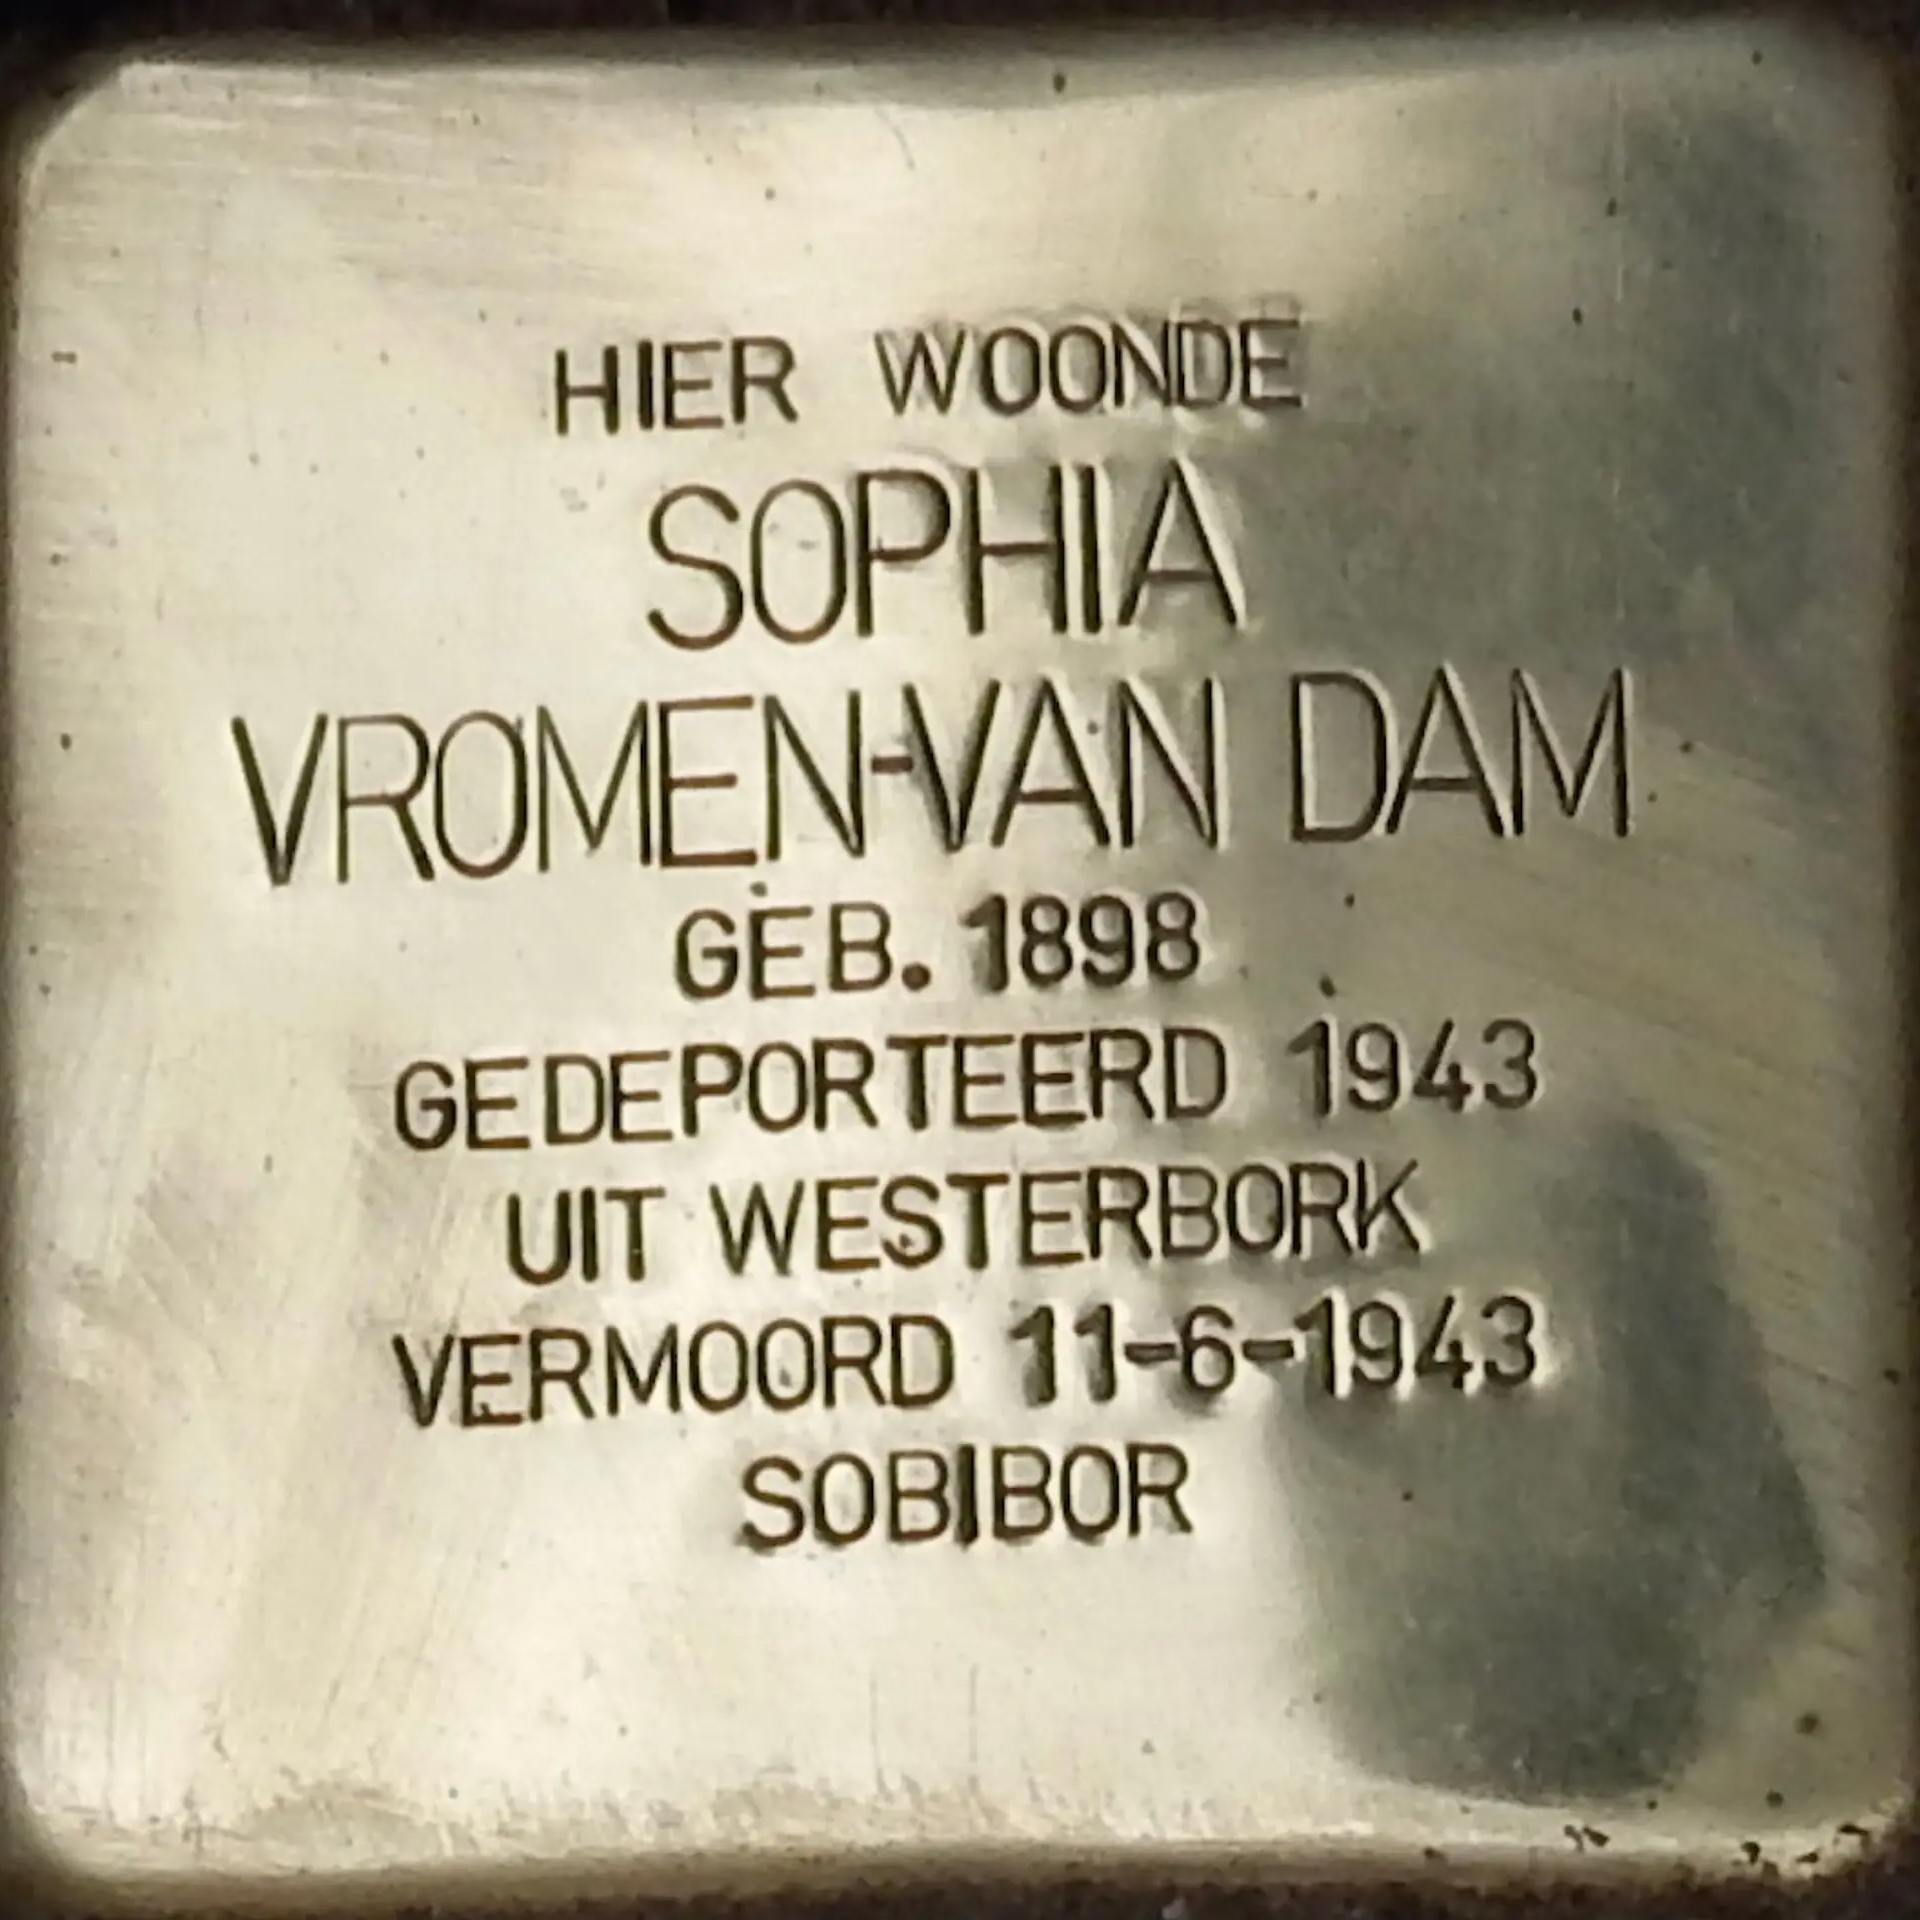 HIER WOONDE
SOPHIA
VROMEN-VAN DAM
GEB. 1898
GEDEPORTEERD 1943
UIT WESTERBORK
VERMOORD 11-6-1943
SOBIBOR